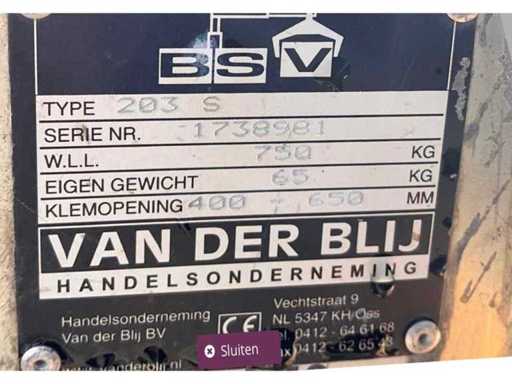 BSV
TYPE 203 S
SERIE NR. 1738981
W.L.L. 750 KG
EIGEN GEWICHT 65 KG
KLEMOPENING 400 - 650 MM
VAN DER BLIJ
HANDELSONDERNEMING
Handelsonderneming
Van der Blij BV
CE
Vechtstraat 9
NL 5347 KH/Oss
0412 - 64 61 68
0412 - 62 65 48
Sluiten